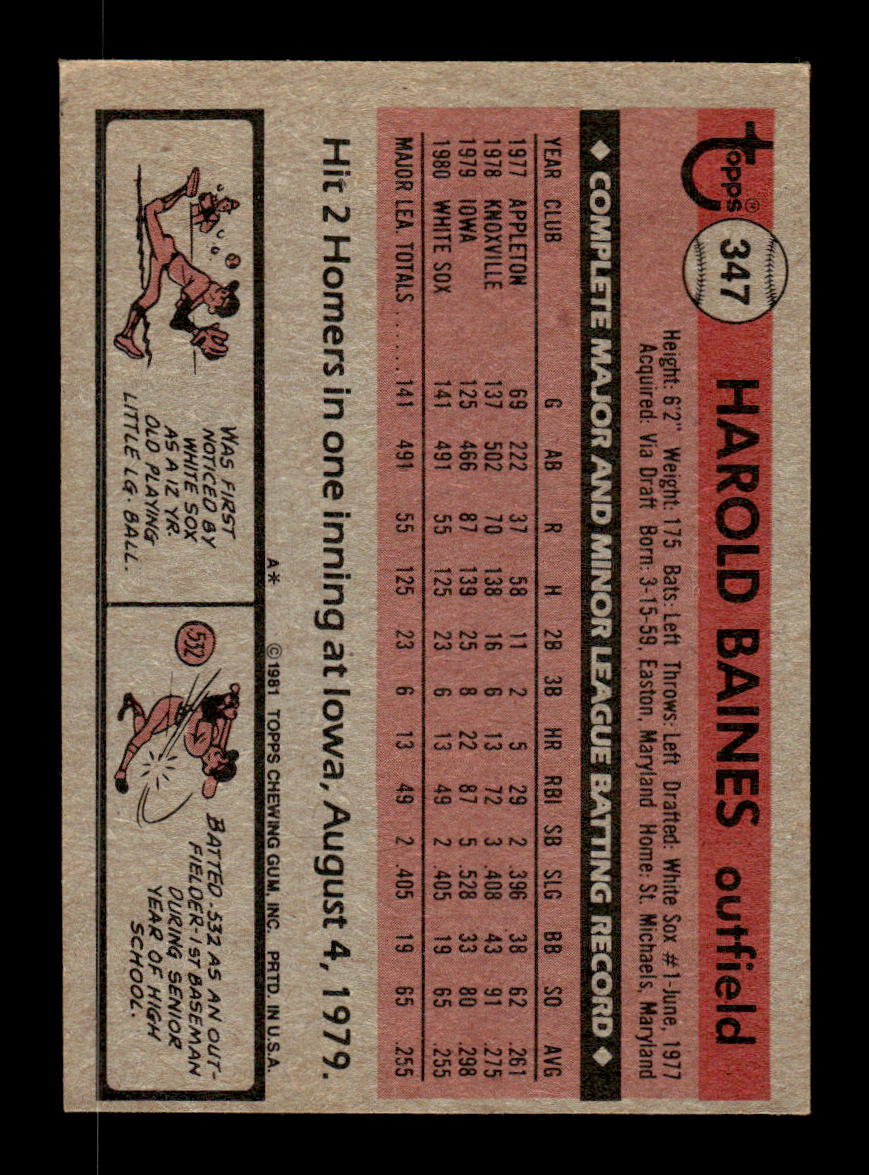 topps®
347
HAROLD BAINES outfield
Height: 6'2" Weight: 175 Bats: Left Throws: Left Drafted: White Sox #1-June, 1977
Acquired: Via Draft Born: 3-15-59, Easton, Maryland Home: St. Michaels, Maryland
◆ COMPLETE MAJOR AND MINOR LEAGUE BATTING RECORD ◆
YEAR CLUB G AB R H 2B 3B HR RBI SB SLG BB SO AVG
1977 APPLETON 69 222 37 58 11 2 5 29 2 .396 38 62 .261
1978 KNOXVILLE 137 502 70 138 16 6 13 72 3 .408 43 91 .275
1979 IOWA 125 466 87 139 25 8 22 87 5 .528 33 80 .298
1980 WHITE SOX 141 491 55 125 23 6 13 49 2 .405 19 65 .255
MAJOR LEA. TOTALS...... 141 491 55 125 23 6 13 49 2 .405 19 65 .255
Hit 2 Homers in one inning at Iowa, August 4, 1979.
A* ©1981 TOPPS CHEWING GUM, INC. PRTD. IN U.S.A.
WAS FIRST
NOTICED BY
WHITE SOX
AS A 12 YR.
OLD PLAYING
LITTLE LG. BALL.
.532
BATTED .532 AS AN OUT-
FIELDER-1ST BASEMAN
DURING SENIOR
YEAR OF HIGH
SCHOOL.